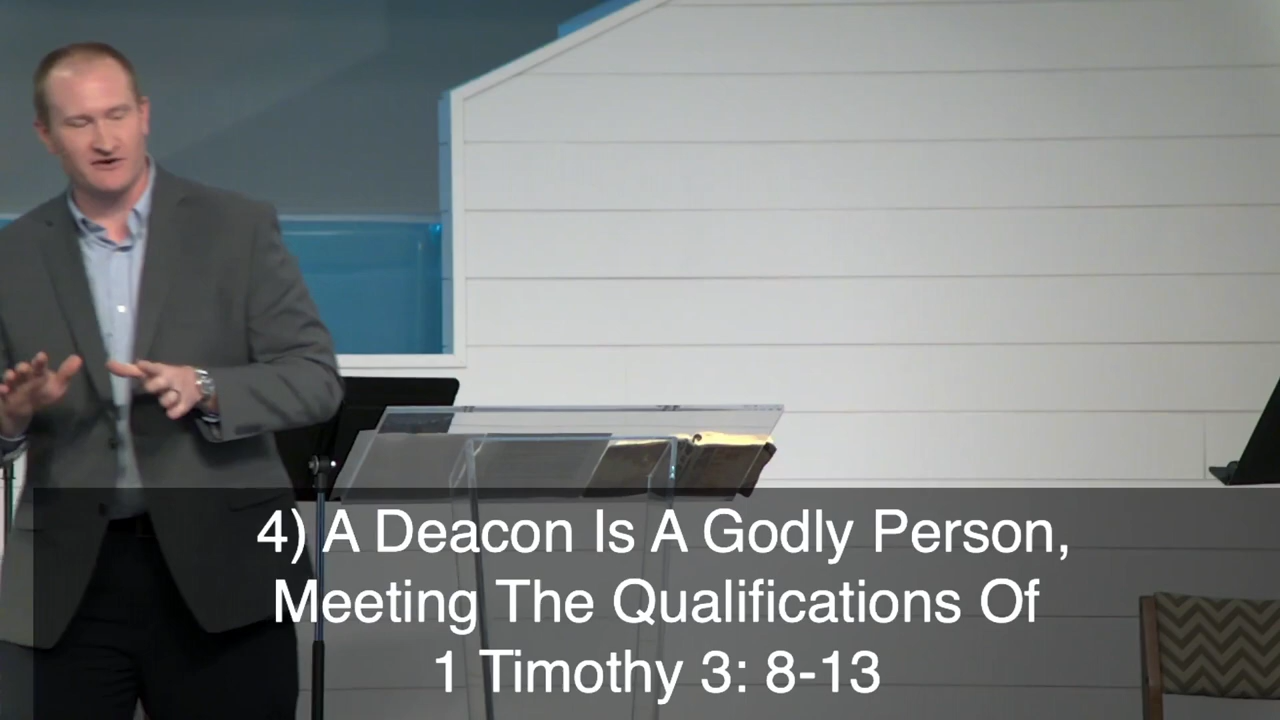 4) A Deacon Is A Godly Person,
Meeting The Qualifications Of
1 Timothy 3: 8-13